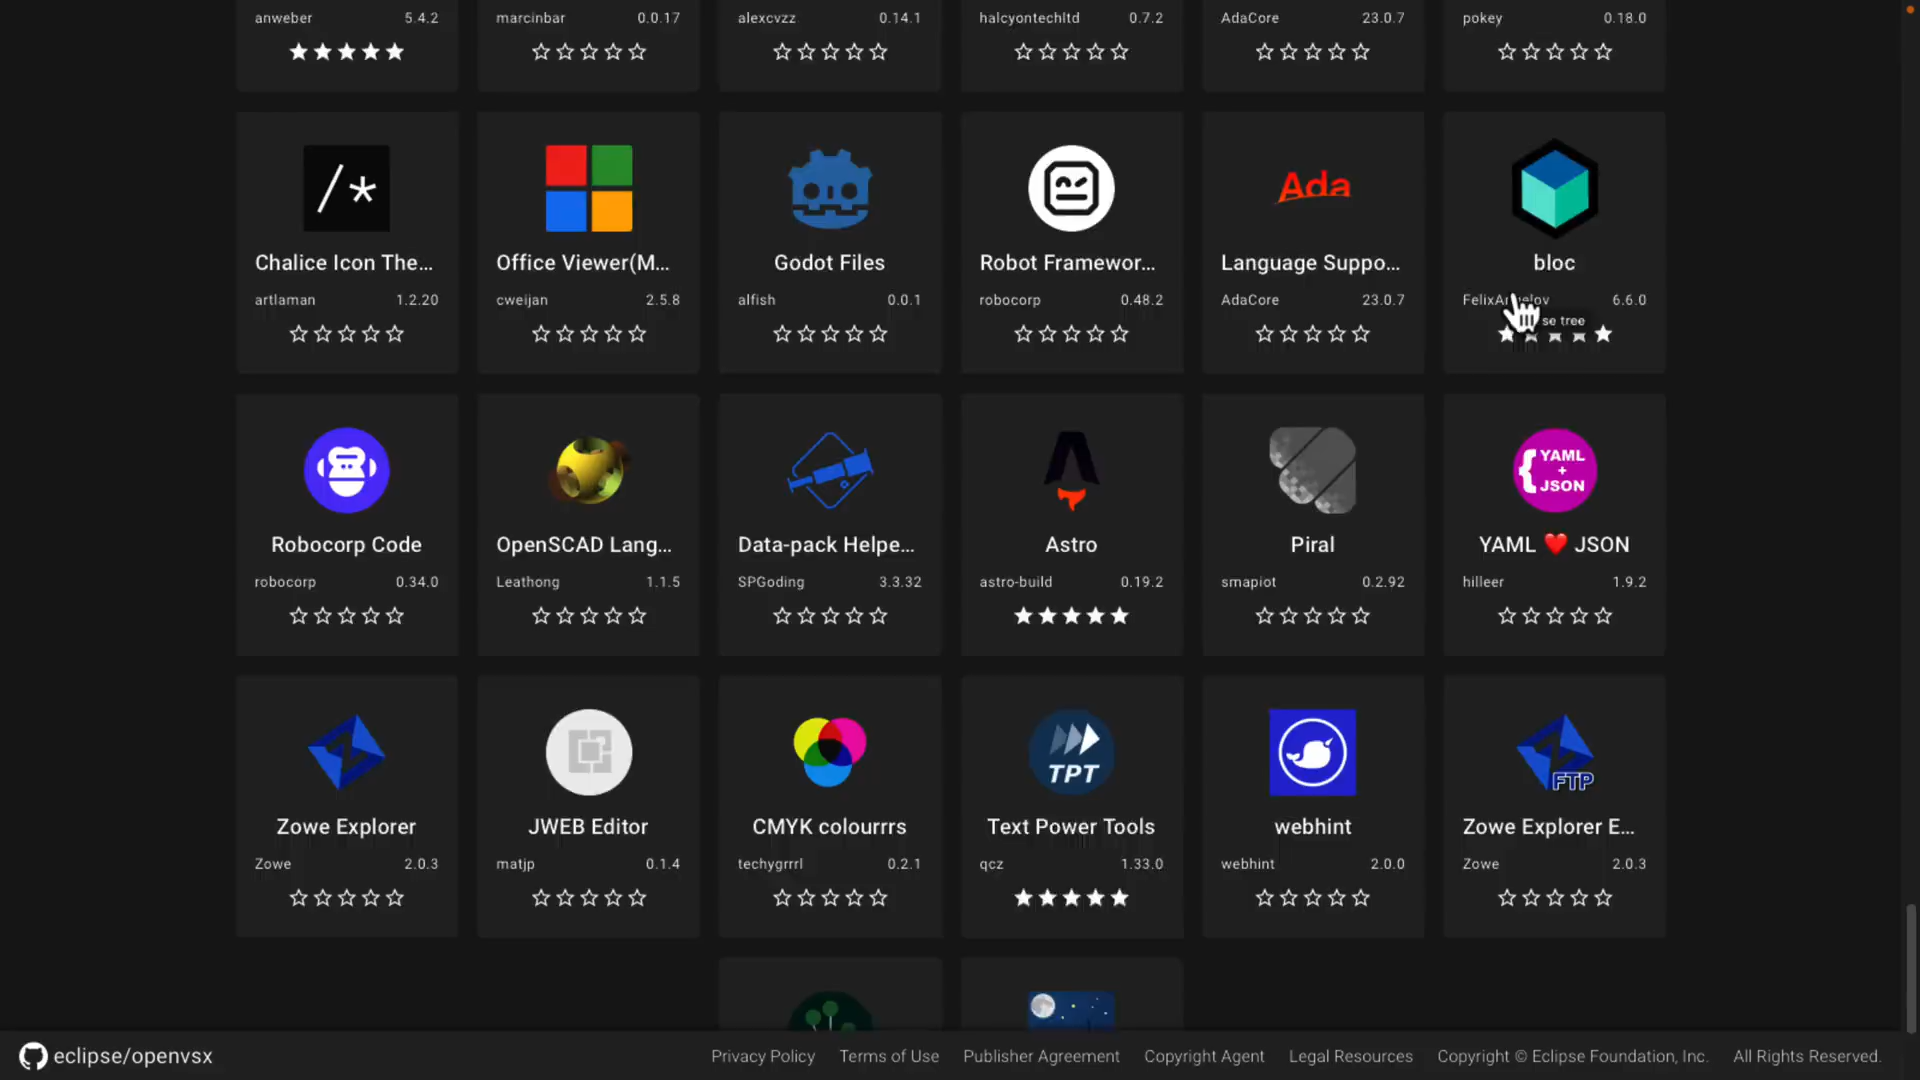 anweber 5.4.2
marcinbar 0.0.17
alexcvzz 0.14.1
halcyontechltd 0.7.2
AdaCore 23.0.7
pokey 0.18.0
/*
Chalice Icon The...
artlaman 1.2.20
Office Viewer(M...
cweijan 2.5.8
Godot Files
alfish 0.0.1
Robot Framewor...
robocorp 0.48.2
Ada
Language Suppo...
AdaCore 23.0.7
bloc
6.6.0
se tree
Robocorp Code
robocorp 0.34.0
OpenSCAD Lang...
Leathong 1.1.5
Data-pack Helpe...
SPGoding 3.3.32
Astro
astro-build 0.19.2
Piral
smapiot 0.2.92
{ YAML
+
JSON
YAML ❤️ JSON
hilleer 1.9.2
Zowe Explorer
Zowe 2.0.3
JWEB Editor
matjp 0.1.4
CMYK colourrrs
techygrrrl 0.2.1
TPT
Text Power Tools
qcz 1.33.0
webhint
webhint 2.0.0
FTP
Zowe Explorer E...
Zowe 2.0.3
eclipse/openvsx
Privacy Policy
Terms of Use
Publisher Agreement
Copyright Agent
Legal Resources
Copyright © Eclipse Foundation, Inc.
All Rights Reserved.